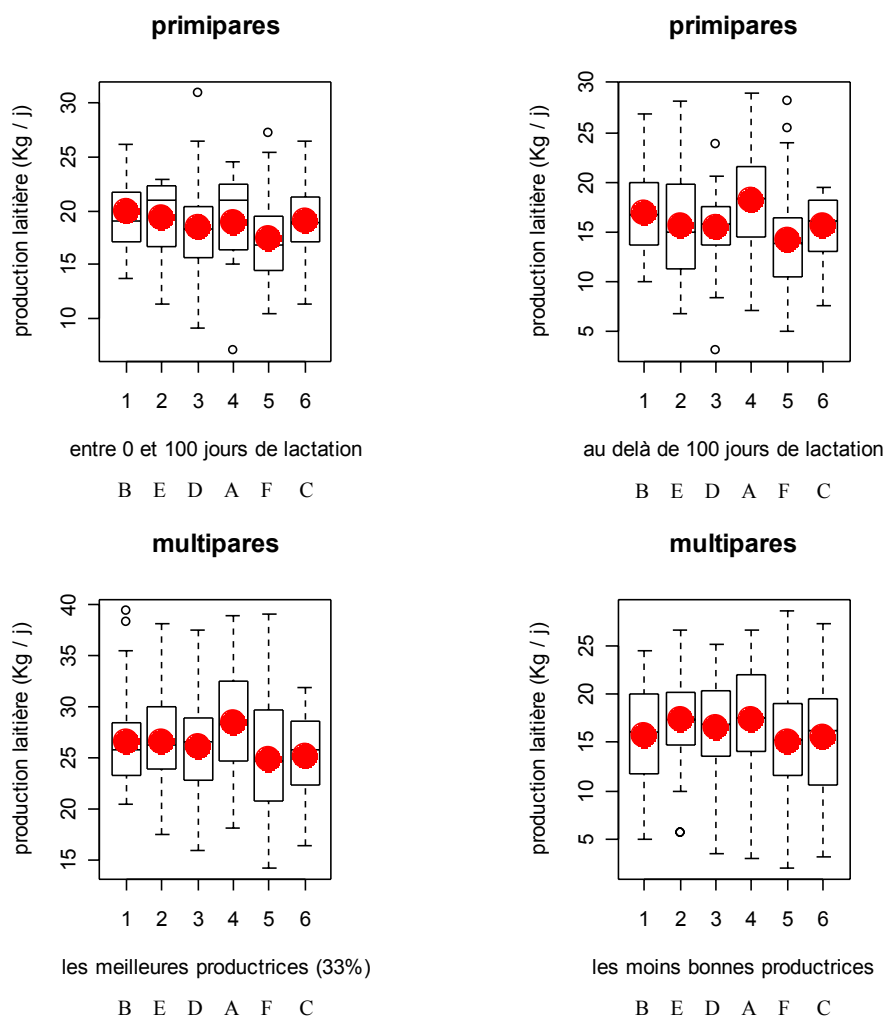 primipares
production laitière (Kg / j)
30
25
20
15
10
1 2 3 4 5 6
entre 0 et 100 jours de lactation
B E D A F C
primipares
production laitière (Kg / j)
30
25
20
15
10
5
1 2 3 4 5 6
au delà de 100 jours de lactation
B E D A F C
multipares
production laitière (Kg / j)
40
35
30
25
20
15
1 2 3 4 5 6
les meilleures productrices (33%)
B E D A F C
multipares
production laitière (Kg / j)
25
20
15
10
5
1 2 3 4 5 6
les moins bonnes productrices
B E D A F C